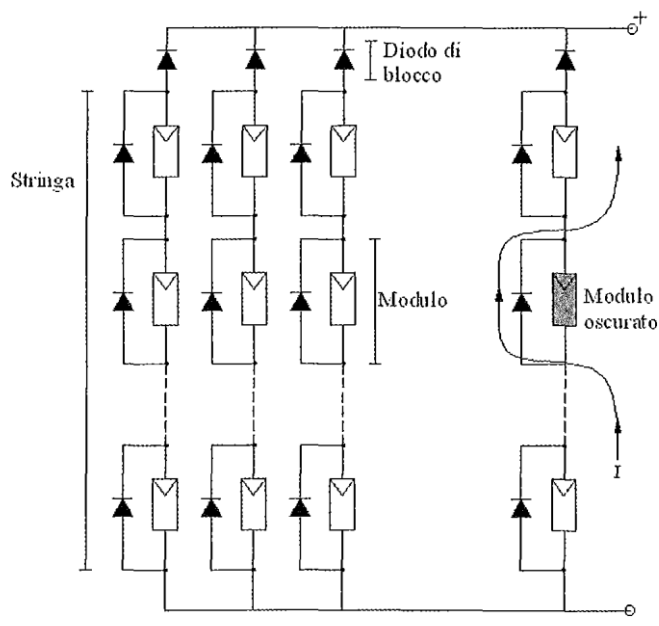 +
Diodo di
blocco
Stringa
Modulo
Modulo
oscurato
I